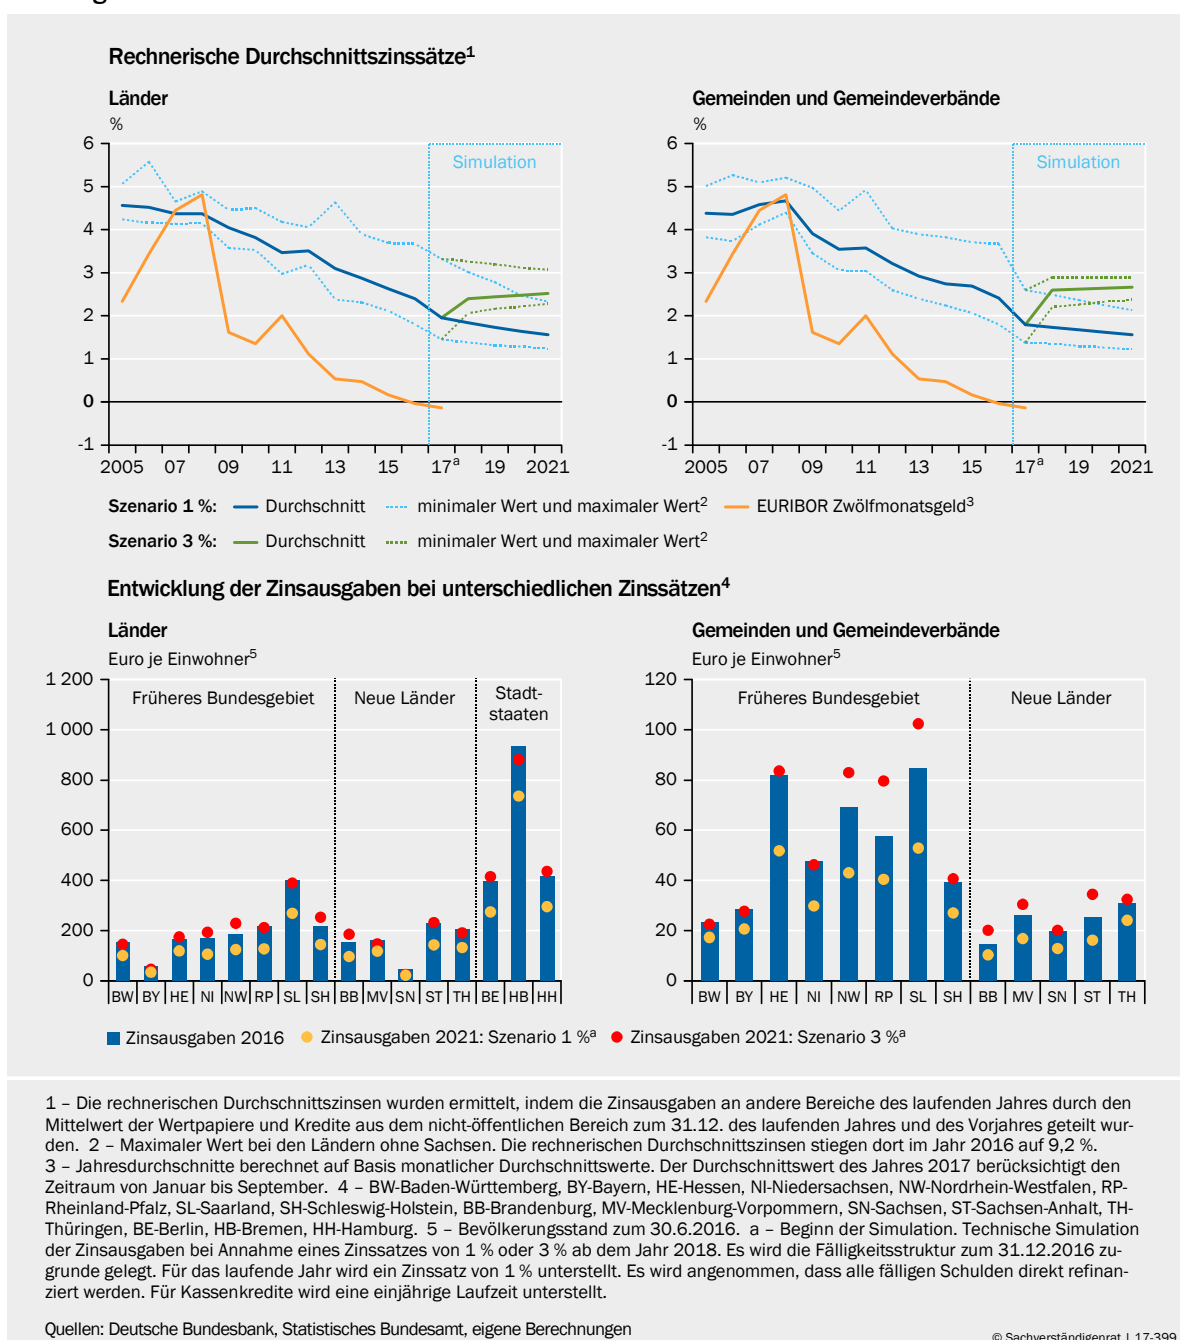 Rechnerische Durchschnittszinssätze1
Länder
%
6
5
4
3
2
1
0
-1
Simulation
2005 07 09 11 13 15 17a 19 2021
Gemeinden und Gemeindeverbände
%
6
5
4
3
2
1
0
-1
Simulation
2005 07 09 11 13 15 17a 19 2021
Szenario 1 %: Durchschnitt minimaler Wert und maximaler Wert2 EURIBOR Zwölfmonatsgeld3
Szenario 3 %: Durchschnitt minimaler Wert und maximaler Wert2
Entwicklung der Zinsausgaben bei unterschiedlichen Zinssätzen4
Länder
Euro je Einwohner5
1 200
1 000
800
600
400
200
0
Früheres Bundesgebiet
Neue Länder
Stadt-
staaten
BW BY HE NI NW RP SL SH BB MV SN ST TH BE HB HH
Gemeinden und Gemeindeverbände
Euro je Einwohner5
120
100
80
60
40
20
0
Früheres Bundesgebiet
Neue Länder
BW BY HE NI NW RP SL SH BB MV SN ST TH
Zinsausgaben 2016 Zinsausgaben 2021: Szenario 1 %a Zinsausgaben 2021: Szenario 3 %a
1 – Die rechnerischen Durchschnittszinsen wurden ermittelt, indem die Zinsausgaben an andere Bereiche des laufenden Jahres durch den
Mittelwert der Wertpapiere und Kredite aus dem nicht-öffentlichen Bereich zum 31.12. des laufenden Jahres und des Vorjahres geteilt wur-
den. 2 – Maximaler Wert bei den Ländern ohne Sachsen. Die rechnerischen Durchschnittszinsen stiegen dort im Jahr 2016 auf 9,2 %.
3 – Jahresdurchschnitte berechnet auf Basis monatlicher Durchschnittswerte. Der Durchschnittswert des Jahres 2017 berücksichtigt den
Zeitraum von Januar bis September. 4 – BW-Baden-Württemberg, BY-Bayern, HE-Hessen, NI-Niedersachsen, NW-Nordrhein-Westfalen, RP-
Rheinland-Pfalz, SL-Saarland, SH-Schleswig-Holstein, BB-Brandenburg, MV-Mecklenburg-Vorpommern, SN-Sachsen, ST-Sachsen-Anhalt, TH-
Thüringen, BE-Berlin, HB-Bremen, HH-Hamburg. 5 – Bevölkerungsstand zum 30.6.2016. a – Beginn der Simulation. Technische Simulation
der Zinsausgaben bei Annahme eines Zinssatzes von 1 % oder 3 % ab dem Jahr 2018. Es wird die Fälligkeitsstruktur zum 31.12.2016 zu-
grunde gelegt. Für das laufende Jahr wird ein Zinssatz von 1 % unterstellt. Es wird angenommen, dass alle fälligen Schulden direkt refinan-
ziert werden. Für Kassenkredite wird eine einjährige Laufzeit unterstellt.
Quellen: Deutsche Bundesbank, Statistisches Bundesamt, eigene Berechnungen
© Sachverständigenrat | 17-399